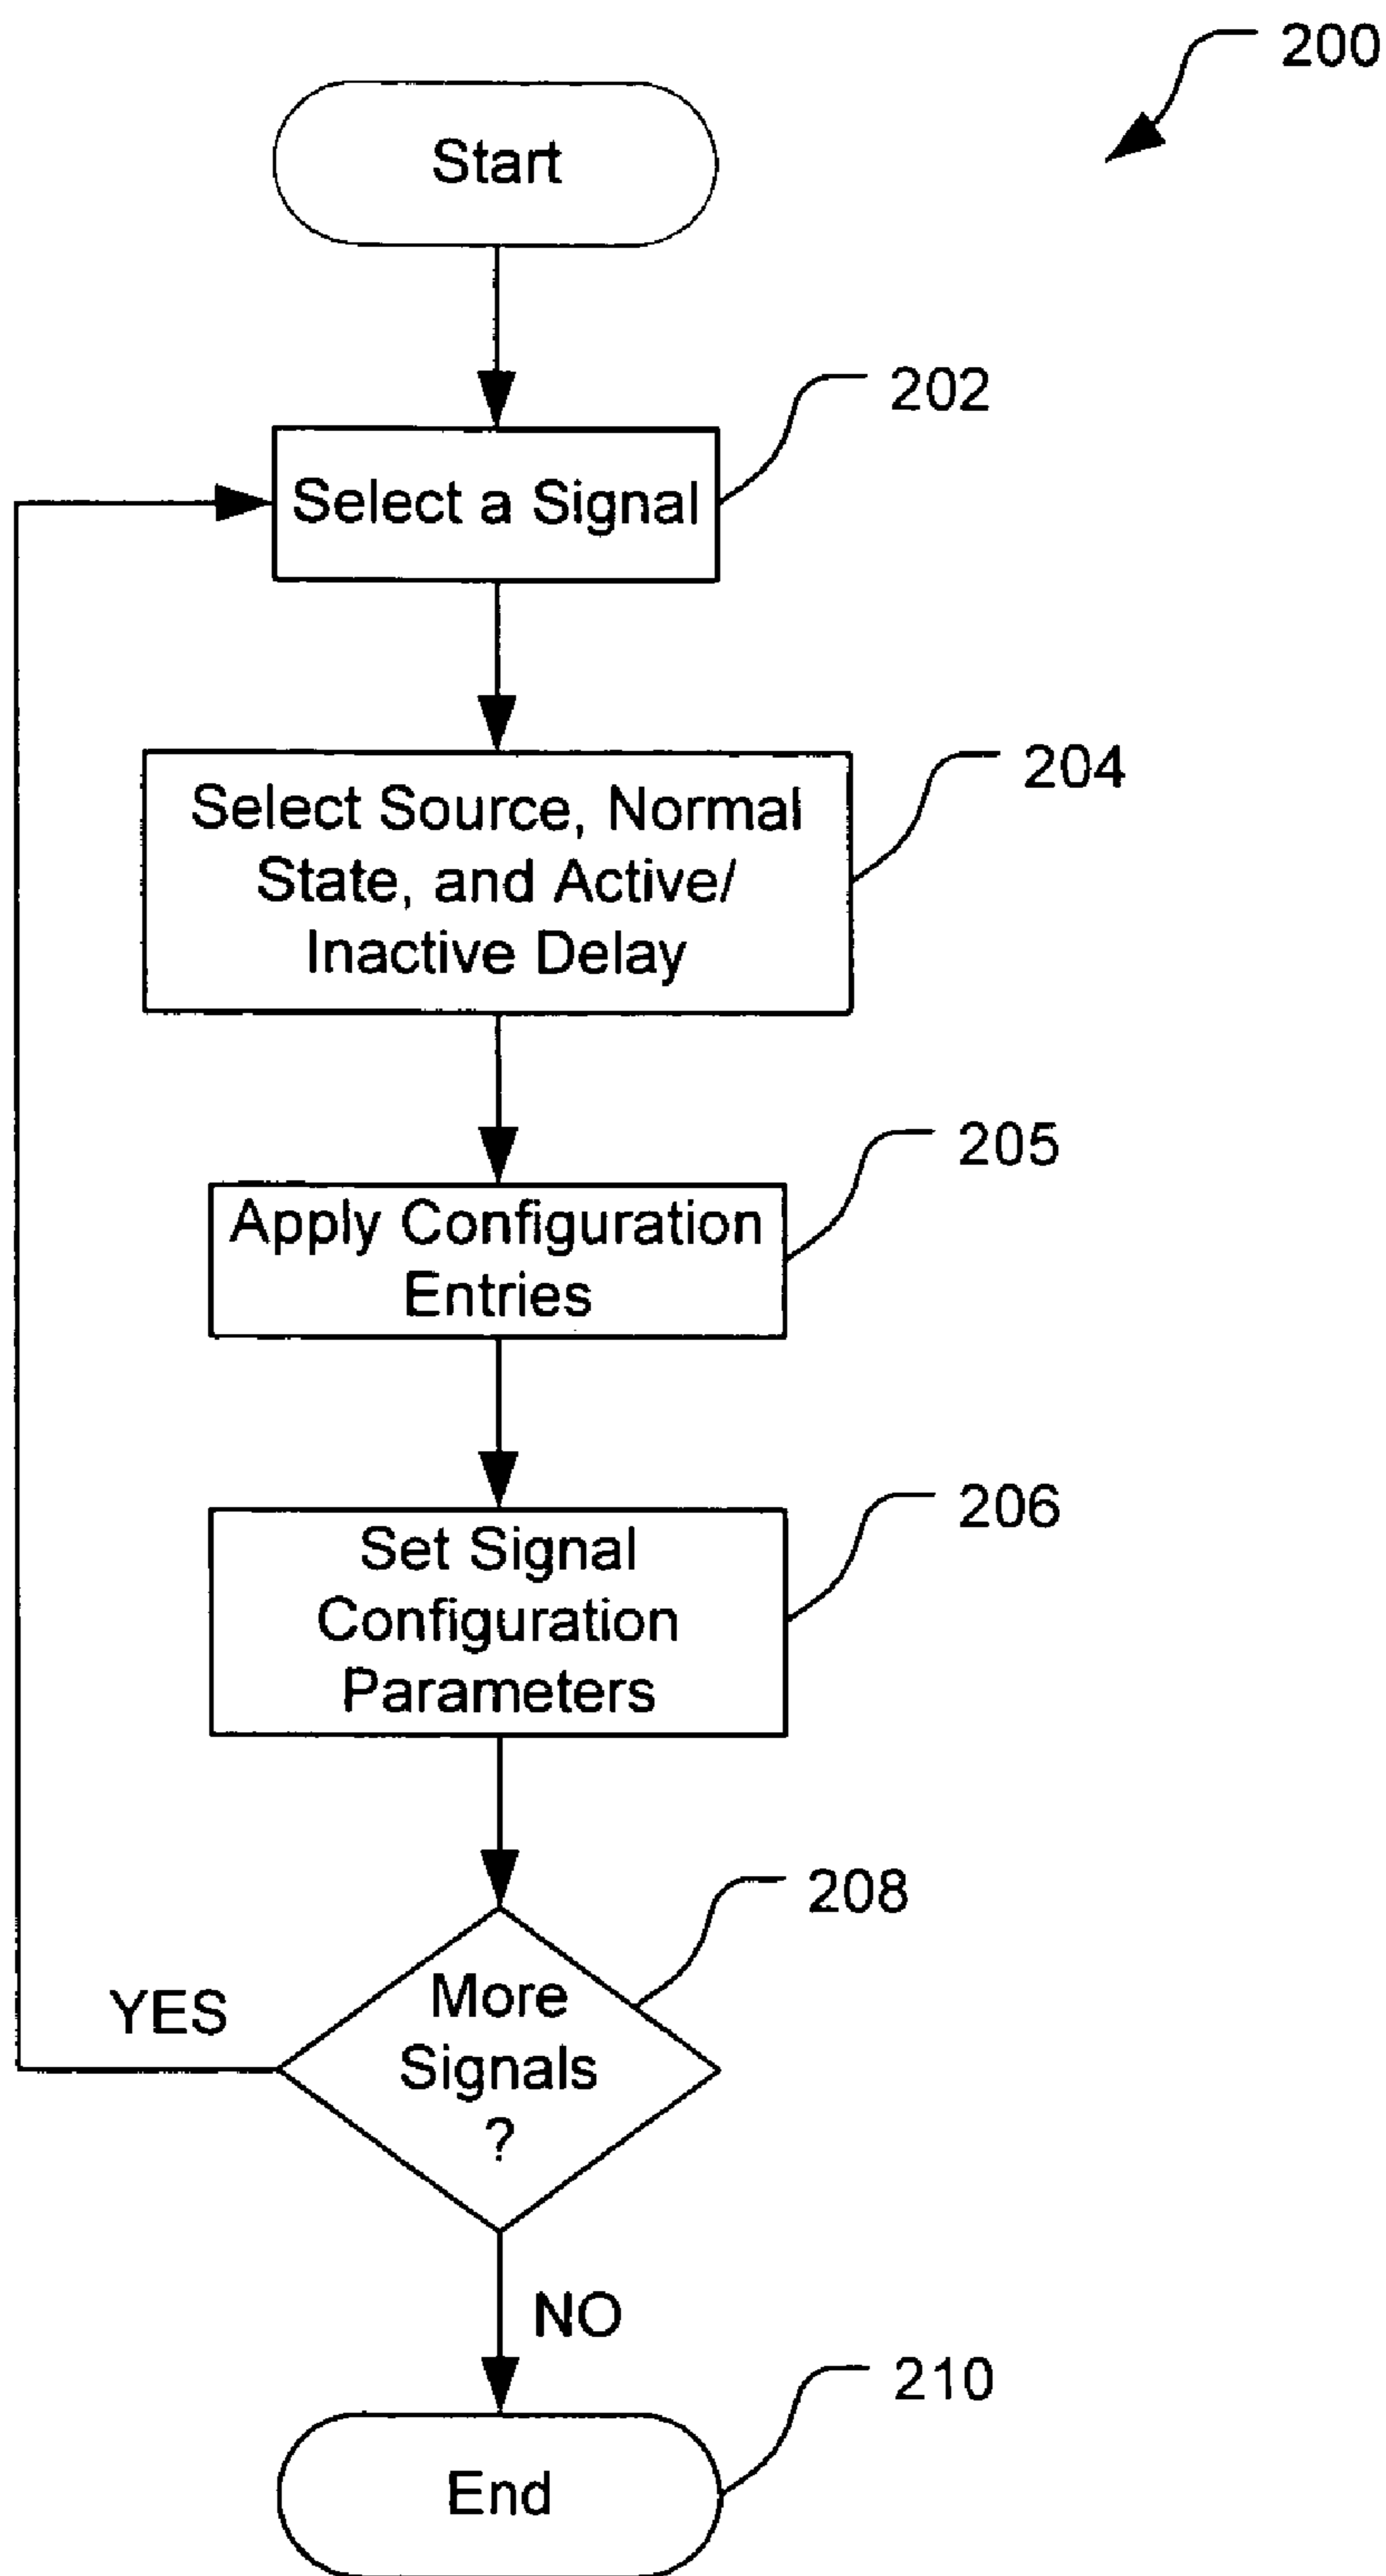 200
Start
202
Select a Signal
204
Select Source, Normal
State, and Active/
Inactive Delay
205
Apply Configuration
Entries
206
Set Signal
Configuration
Parameters
208
More
Signals
?
YES
NO
210
End